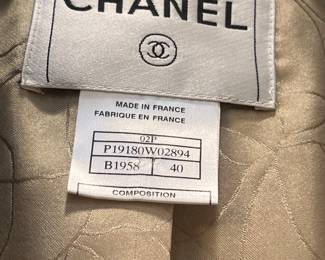 CHANEL
MADE IN FRANCE
FABRIQUE EN FRANCE
02P
P19180W02894
B1958 40
COMPOSITION